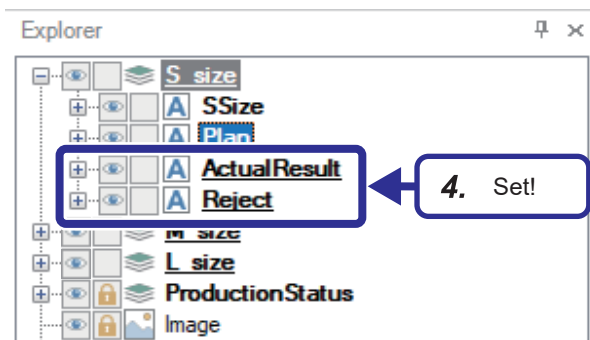 Explorer
S_size
A SSize
A Plan
A ActualResult
A Reject
4. Set!
M_size
L_size
ProductionStatus
Image